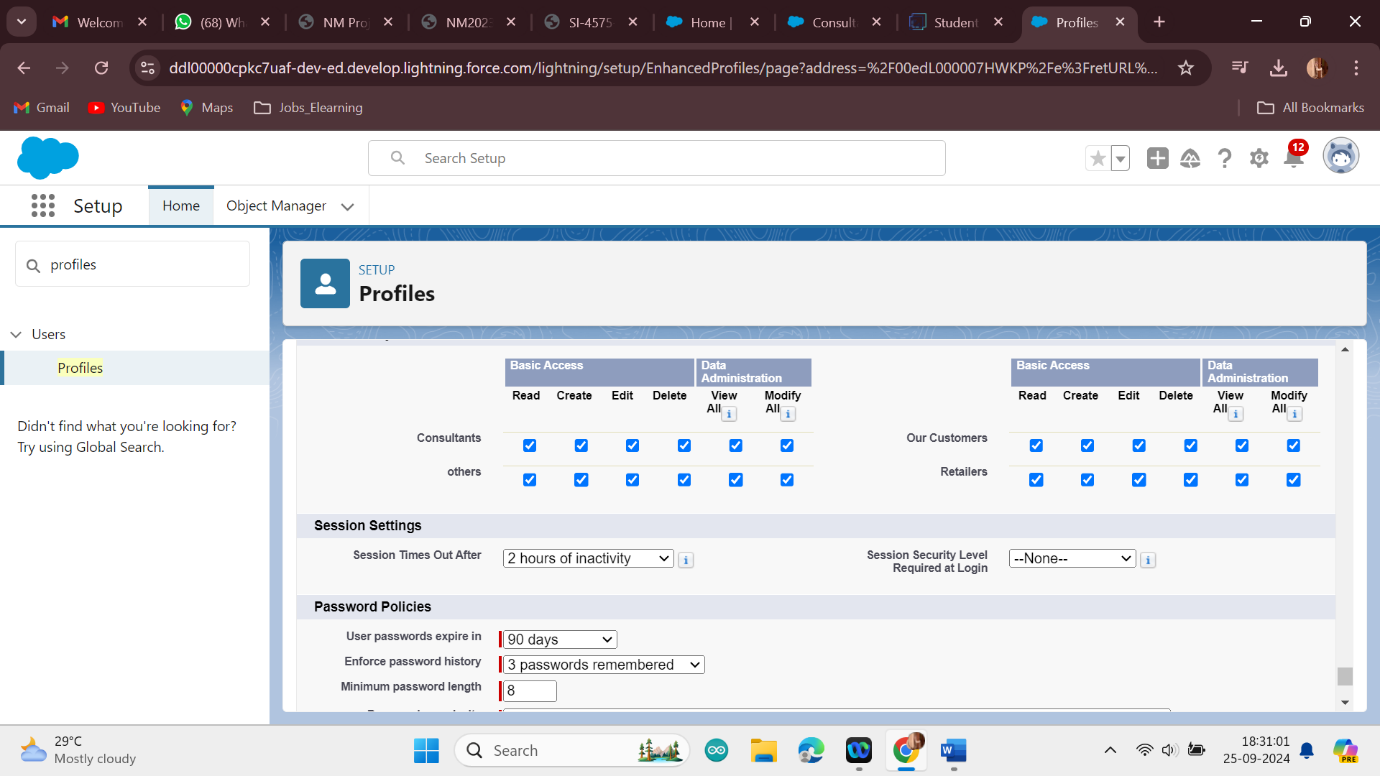 Welcom
(68) Wh
NM Pro
NM202
SI-4575
Home |
Consult
Student
Profiles
ddl00000cpkc7uaf-dev-ed.develop.lightning.force.com/lightning/setup/EnhancedProfiles/page?address=%2F00edL000007HWKP%2Fe%3FretURL%...
Gmail
YouTube
Maps
Jobs_Elearning
All Bookmarks
Search Setup
12
Setup
Home
Object Manager
profiles
Users
Profiles
Didn't find what you're looking for?
Try using Global Search.
SETUP
Profiles
Basic Access
Data
Administration
Basic Access
Data
Administration
Read Create Edit Delete View All Modify All
Read Create Edit Delete View All Modify All
Consultants
Our Customers
others
Retailers
Session Settings
Session Times Out After
2 hours of inactivity
Session Security Level
Required at Login
--None--
Password Policies
User passwords expire in
90 days
Enforce password history
3 passwords remembered
Minimum password length
8
29°C
Mostly cloudy
Search
PRE
18:31:01
25-09-2024